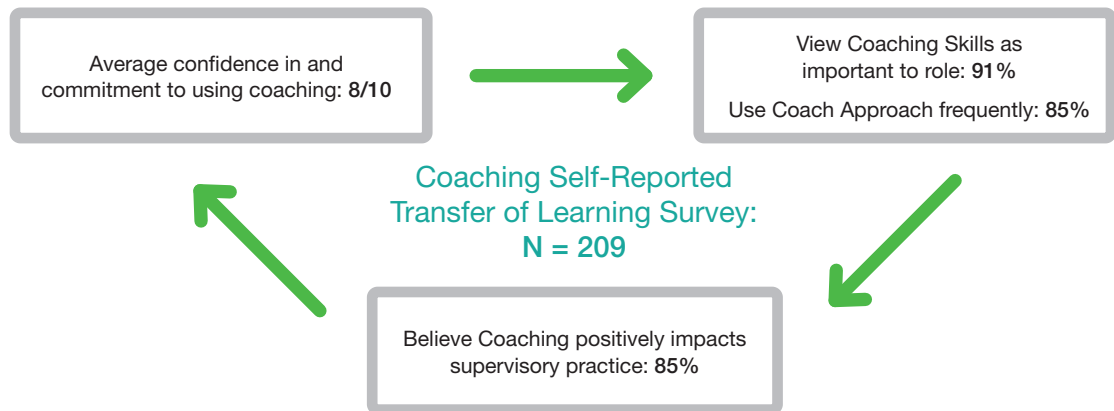 Average confidence in and
commitment to using coaching: 8/10
View Coaching Skills as
important to role: 91%
Use Coach Approach frequently: 85%
Coaching Self-Reported
Transfer of Learning Survey:
N = 209
Believe Coaching positively impacts
supervisory practice: 85%